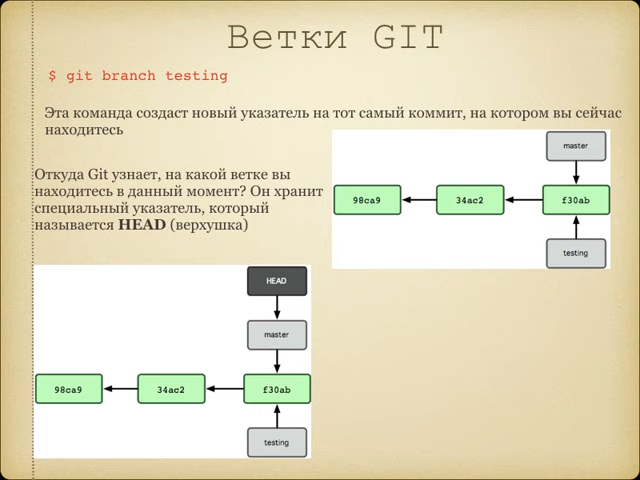 Ветки GIT
$ git branch testing
Эта команда создаст новый указатель на тот самый коммит, на котором вы сейчас
находитесь
master
98ca9 34ac2 f30ab
testing
Откуда Git узнает, на какой ветке вы
находитесь в данный момент? Он хранит
специальный указатель, который
называется HEAD (верхушка)
HEAD
master
98ca9 34ac2 f30ab
testing